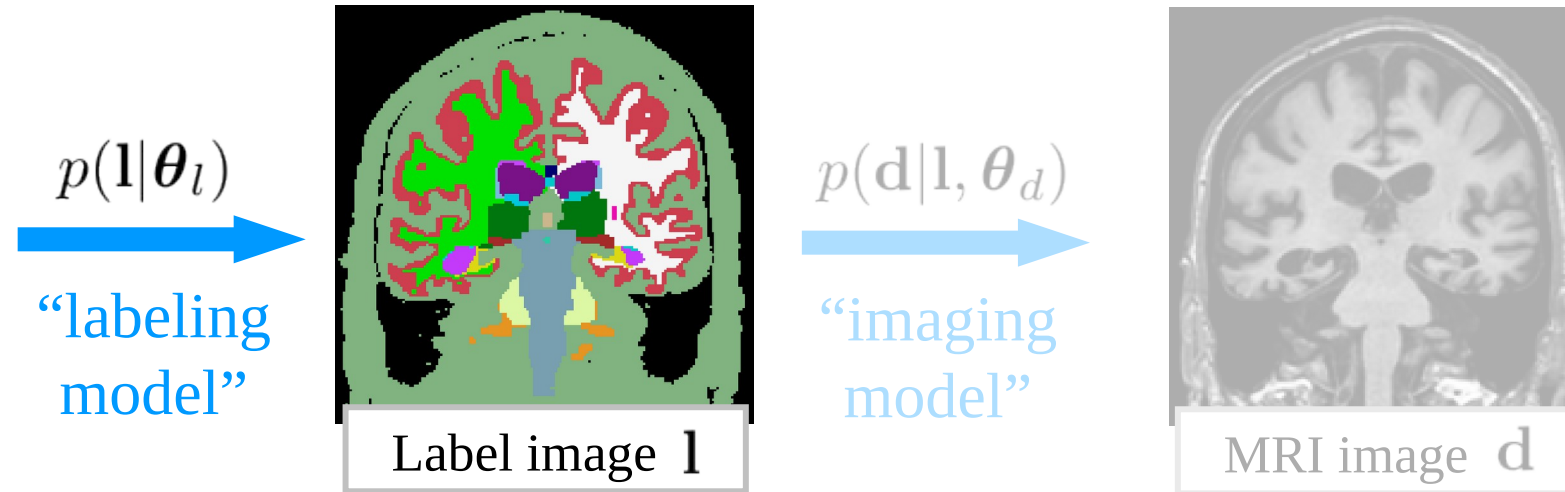 p(l|θ_l)
“labeling
model”
Label image l
p(d|l, θ_d)
“imaging
model”
MRI image d